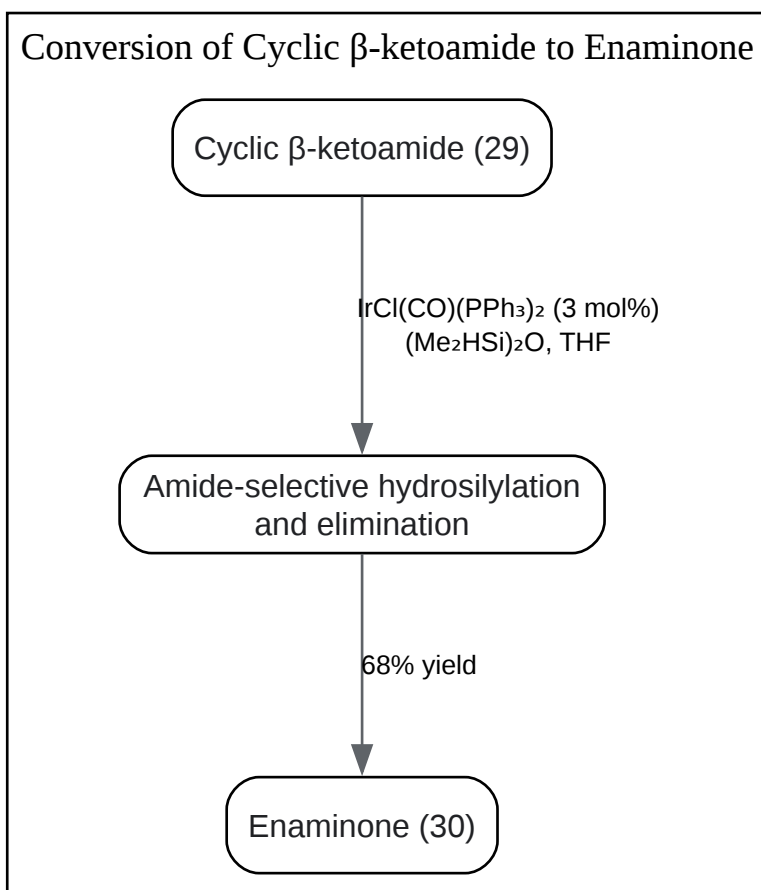 Conversion of Cyclic β-ketoamide to Enaminone
Cyclic β-ketoamide (29)
IrCl(CO)(PPh₃)₂ (3 mol%)
(Me₂HSi)₂O, THF
Amide-selective hydrosilylation
and elimination
68% yield
Enaminone (30)